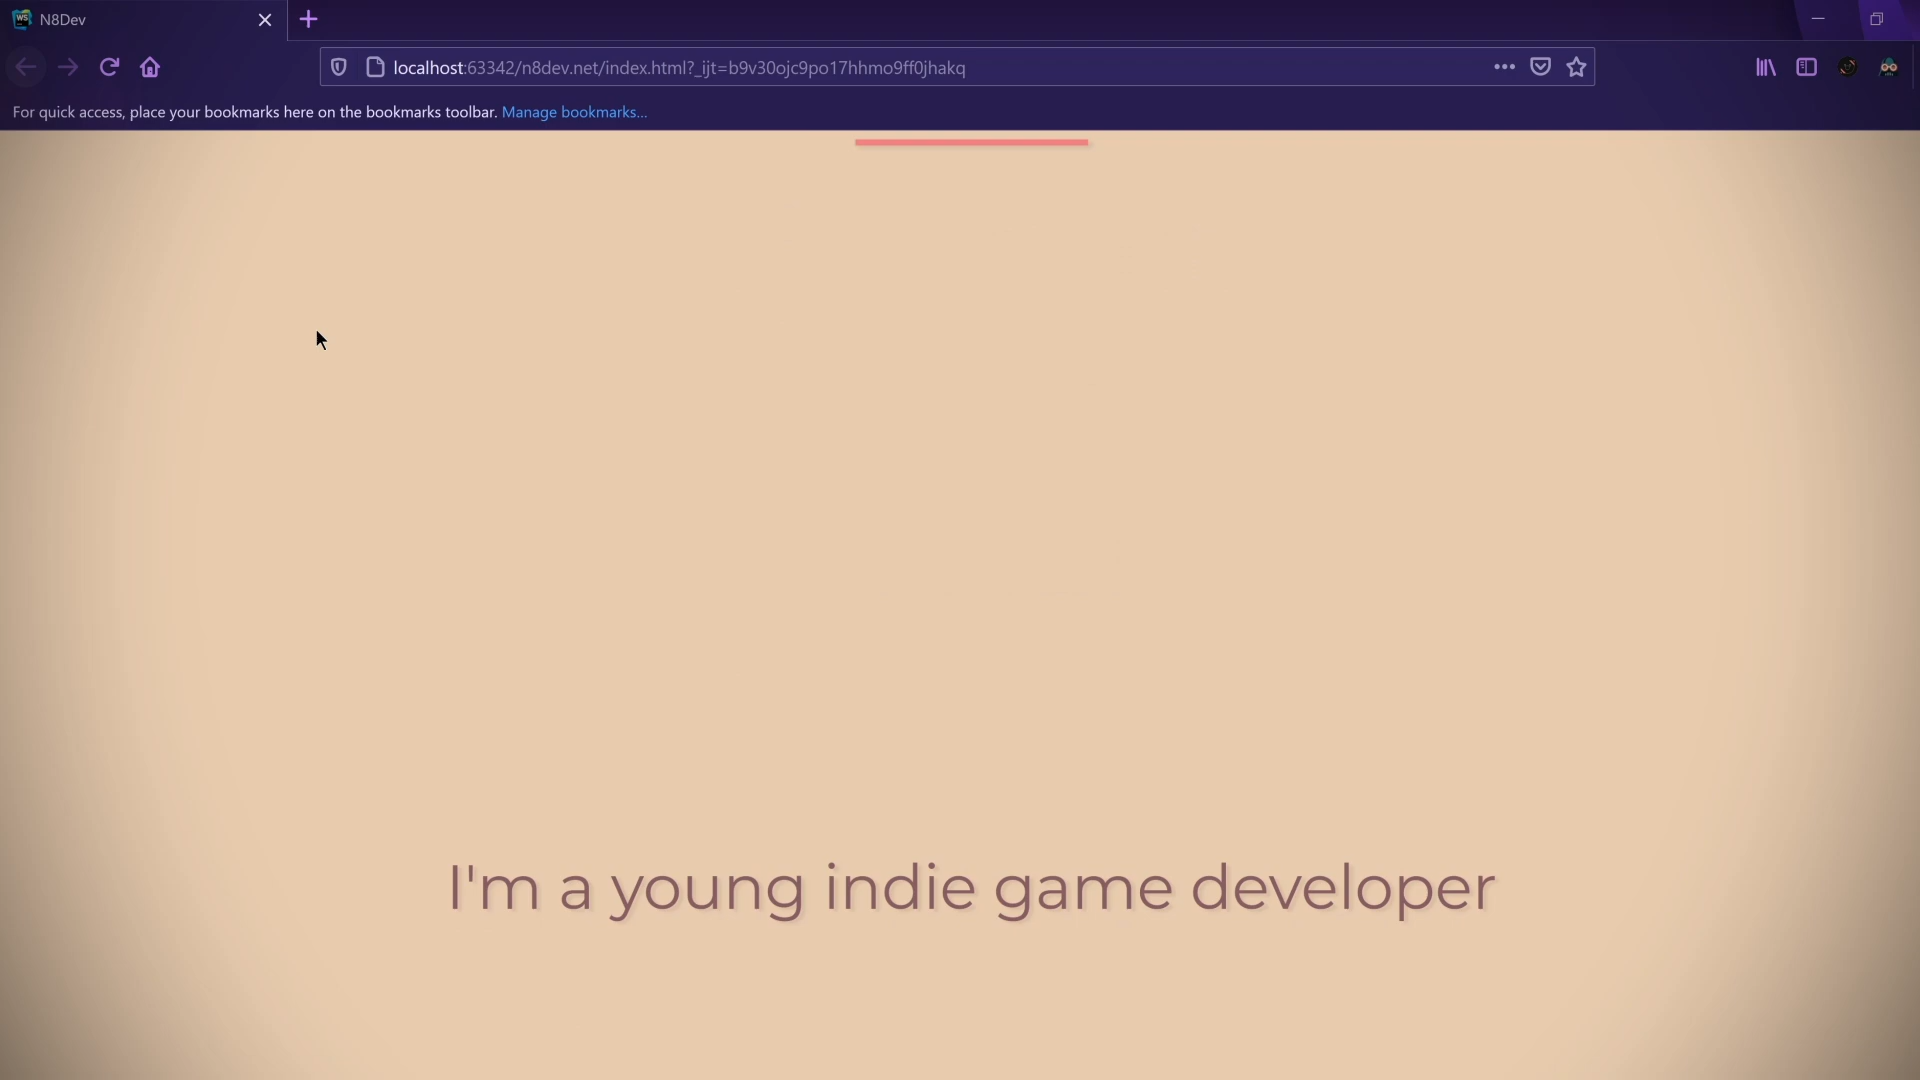 N8Dev
localhost:63342/n8dev.net/index.html?_ijt=b9v30ojc9po17hhmo9ff0jhakq
For quick access, place your bookmarks here on the bookmarks toolbar. Manage bookmarks...
I'm a young indie game developer